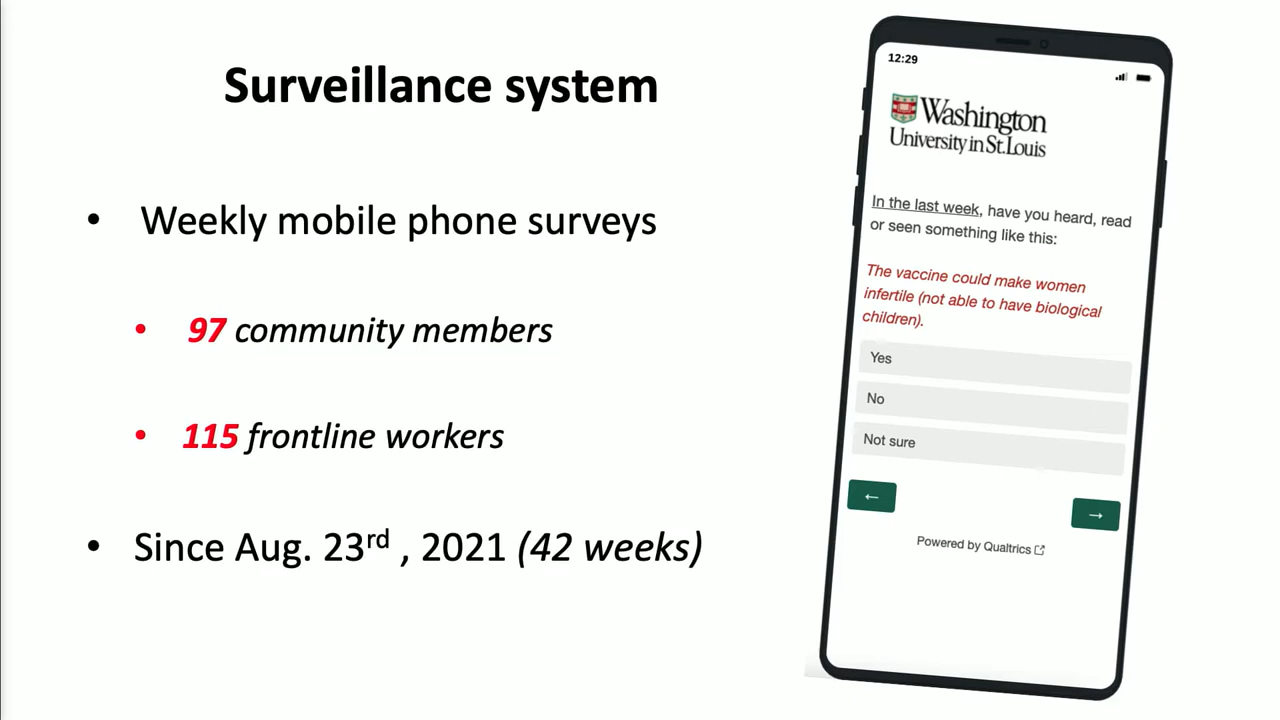 Surveillance system
• Weekly mobile phone surveys
• 97 community members
• 115 frontline workers
• Since Aug. 23rd , 2021 (42 weeks)
12:29
Washington
University in St.Louis
In the last week, have you heard, read
or seen something like this:
The vaccine could make women
infertile (not able to have biological
children).
Yes
No
Not sure
←
→
Powered by Qualtrics